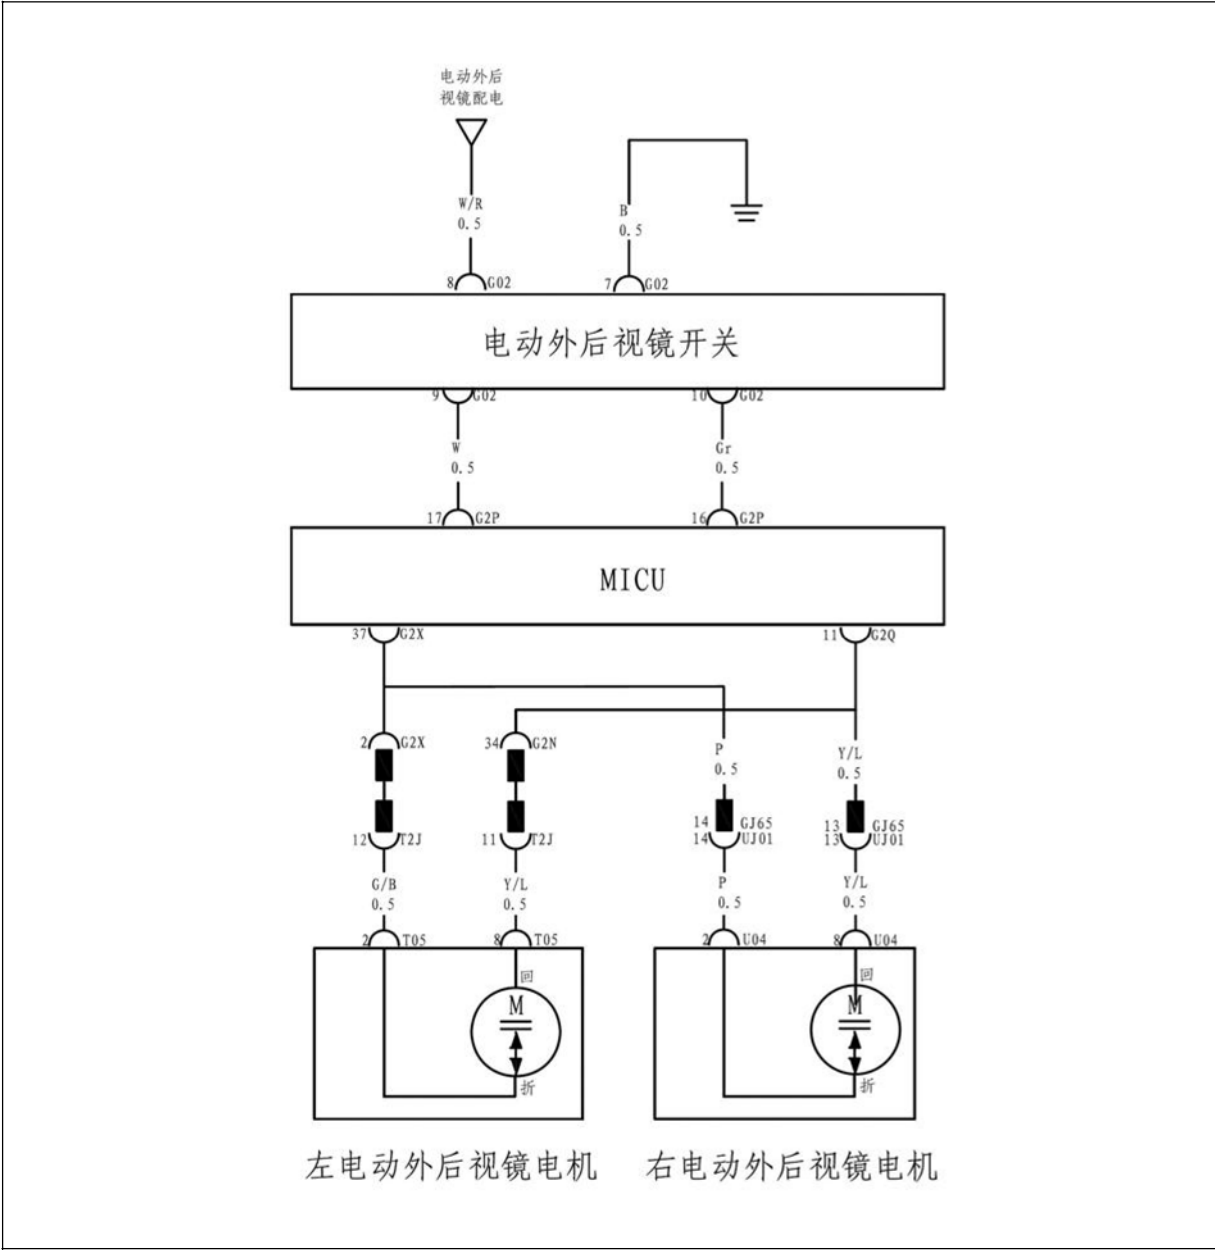 电动外后
视镜配电
W/R
0.5
B
0.5
8 G02
7 G02
电动外后视镜开关
9 G02
10 G02
W
0.5
Gr
0.5
17 G2P
16 G2P
MICU
37 G2X
11 G2Q
2 G2X
34 G2N
P
0.5
Y/L
0.5
14 GJ65
14 UJ01
13 GJ65
13 UJ01
12 T2J
11 T2J
G/B
0.5
Y/L
0.5
P
0.5
Y/L
0.5
2 T05
8 T05
2 U04
8 U04
回
M
折
回
M
折
左电动外后视镜电机
右电动外后视镜电机